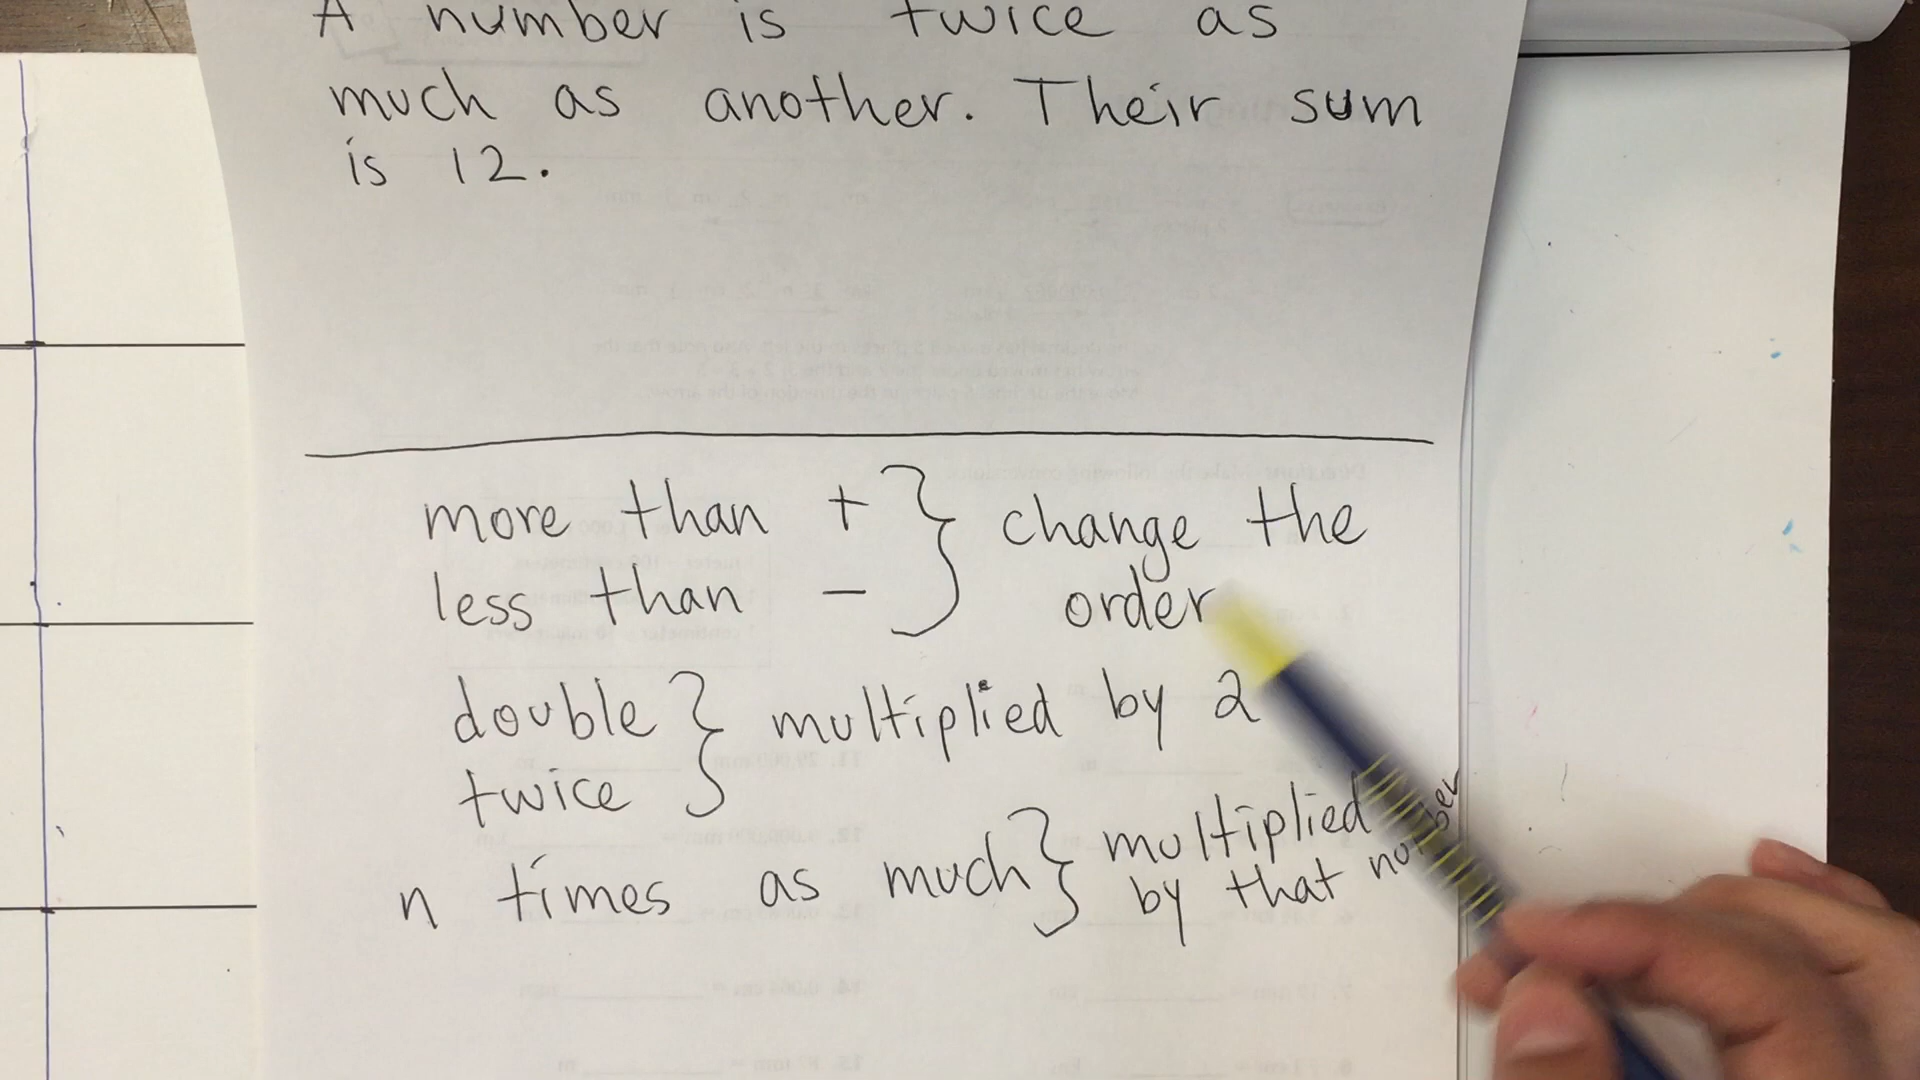 A number is twice as
much as another. Their sum
is 12.
more than + } change the
less than - order
double } multiplied by 2
twice
n times as much } multiplied
by that number